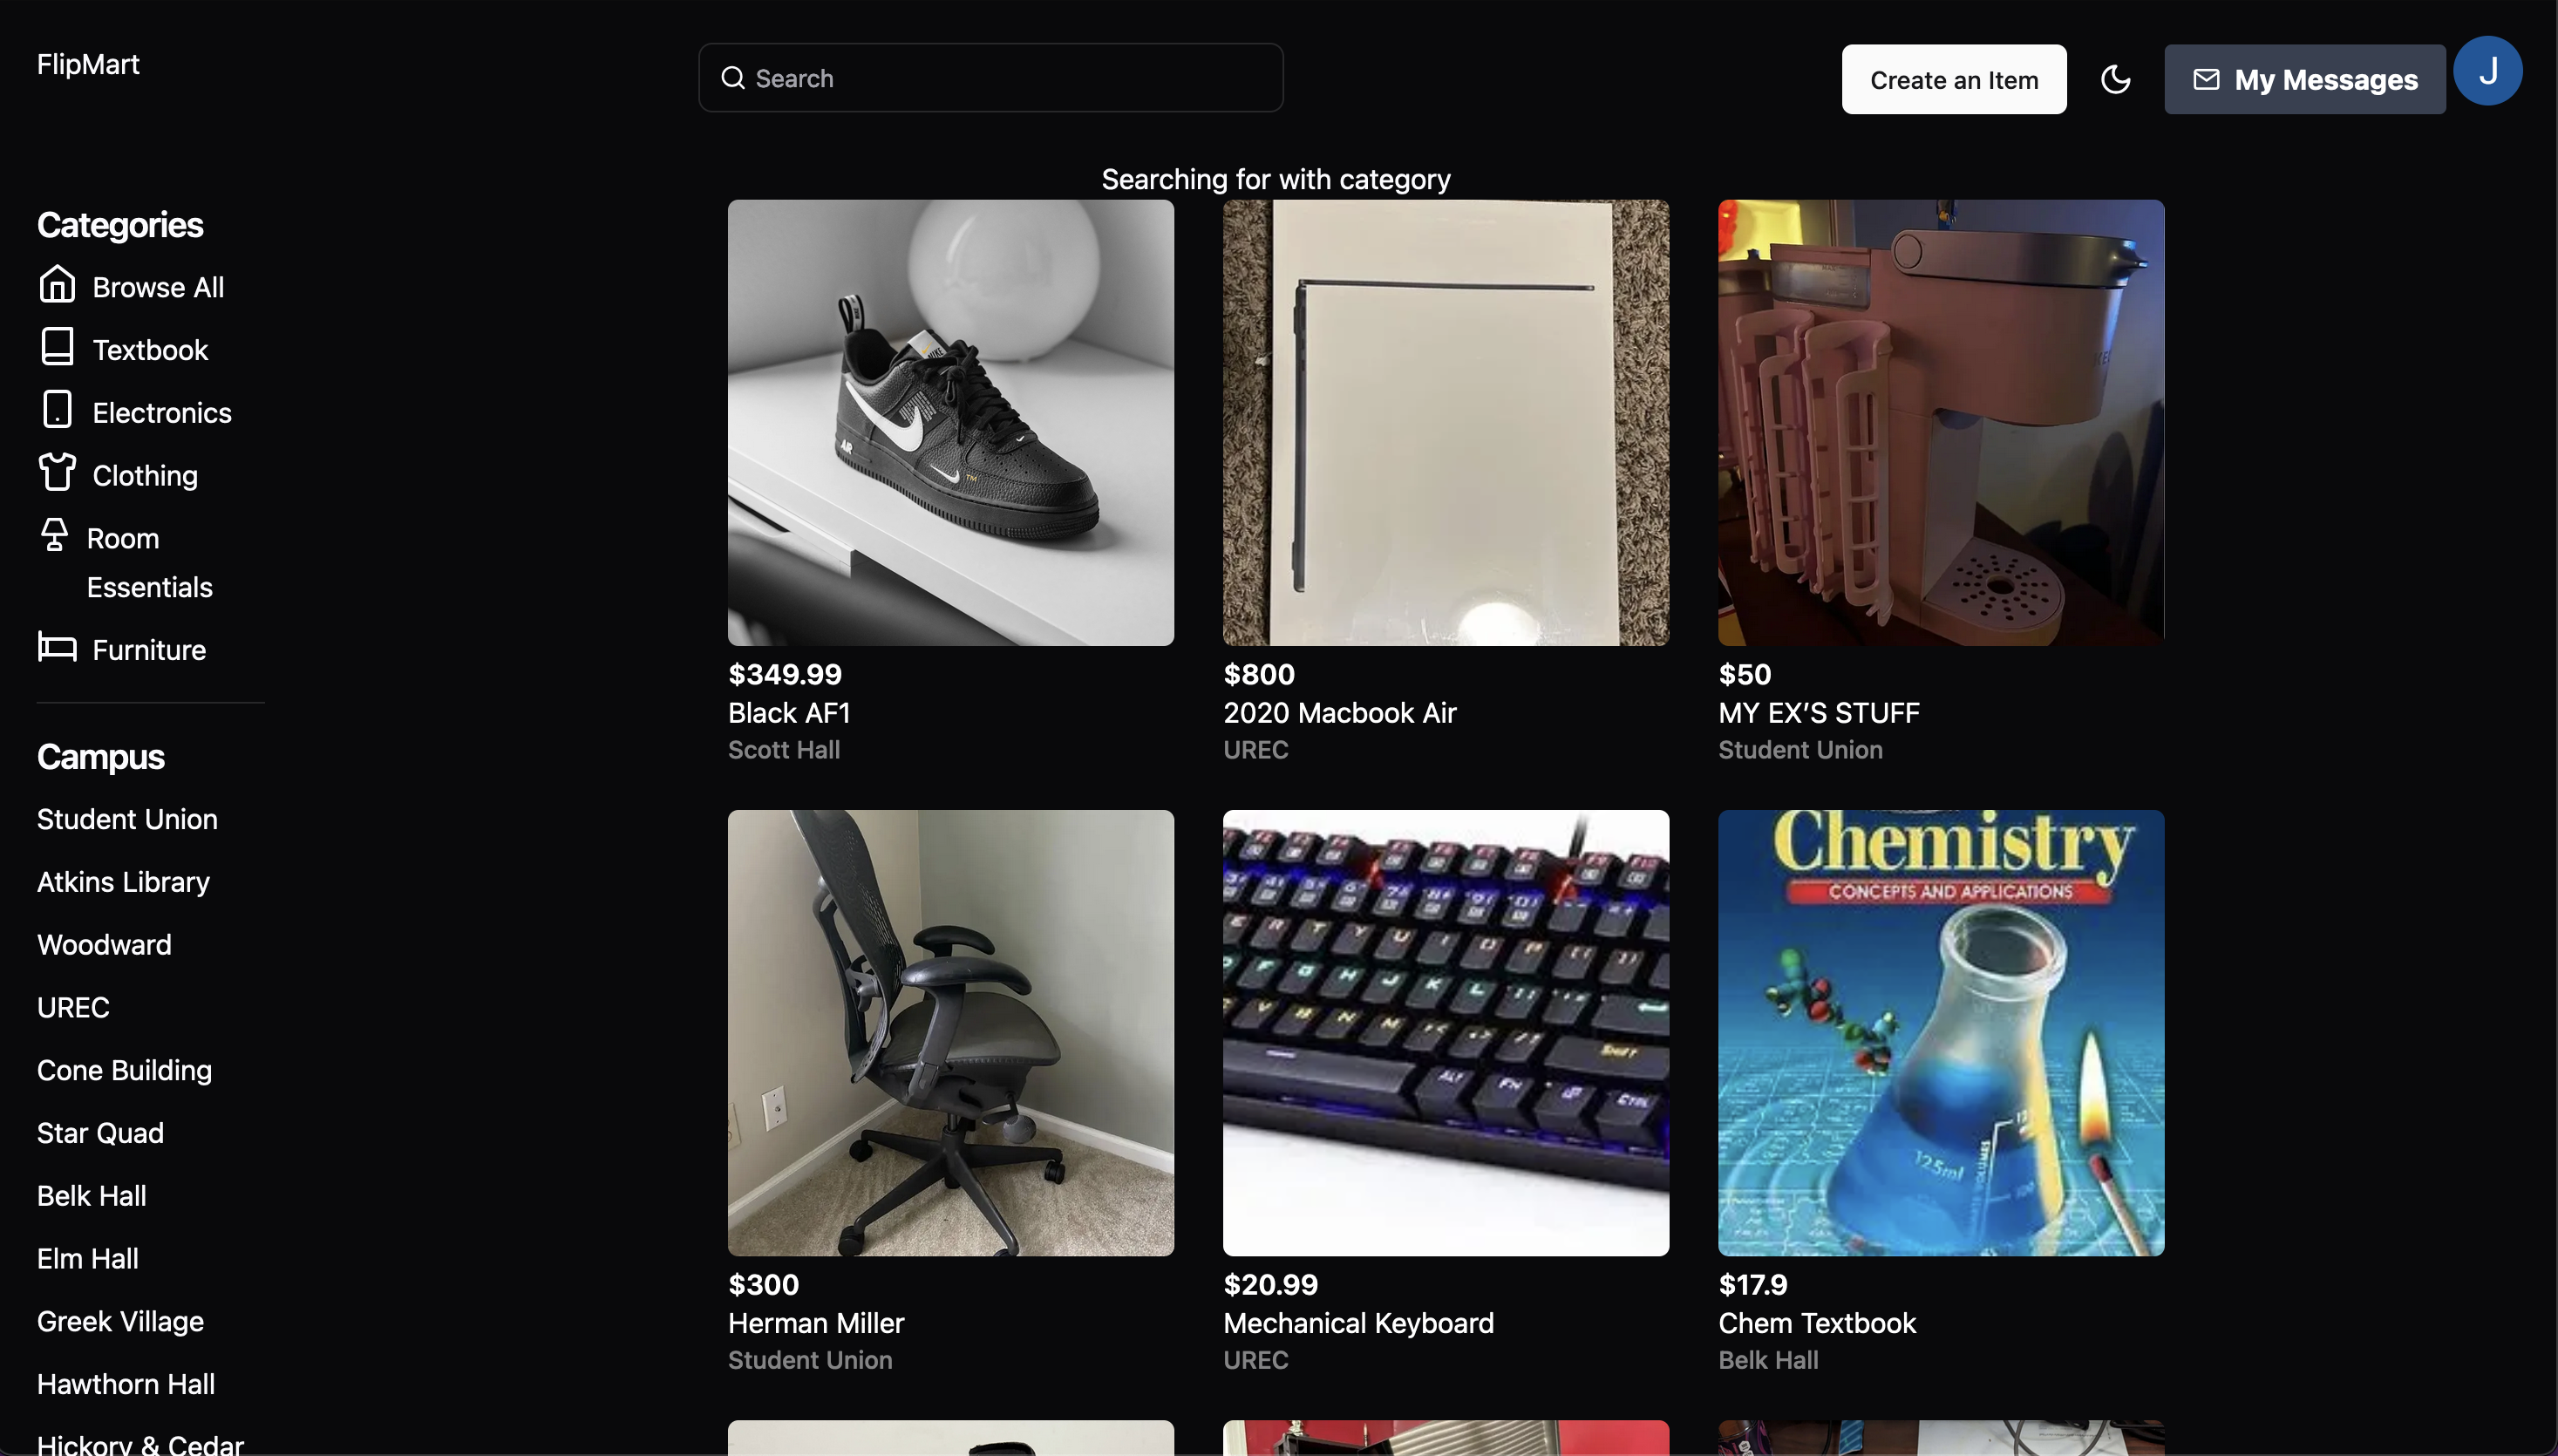 FlipMart
Search
Create an Item
My Messages
J
Searching for with category
Categories
Browse All
Textbook
Electronics
Clothing
Room
Essentials
Furniture
Campus
Student Union
Atkins Library
Woodward
UREC
Cone Building
Star Quad
Belk Hall
Elm Hall
Greek Village
Hawthorn Hall
Hickory & Cedar
AIR
$349.99
Black AF1
Scott Hall
$800
2020 Macbook Air
UREC
$50
MY EX’S STUFF
Student Union
$300
Herman Miller
Student Union
$20.99
Mechanical Keyboard
UREC
Chemistry
CONCEPTS AND APPLICATIONS
125ml
$17.9
Chem Textbook
Belk Hall